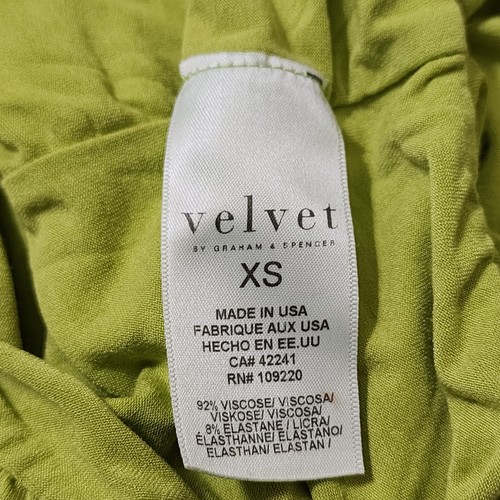 velvet
BY GRAHAM & SPENCER
XS
MADE IN USA
FABRIQUE AUX USA
HECHO EN EE.UU
CA# 42241
RN# 109220
92% VISCOSE/ VISCOSA/
VISKOSE/ VISCOSA/
8% ELASTANE / LICRA/
ÉLASTHANNE/ ELASTANO/
ELASTHAN/ ELASTAN /